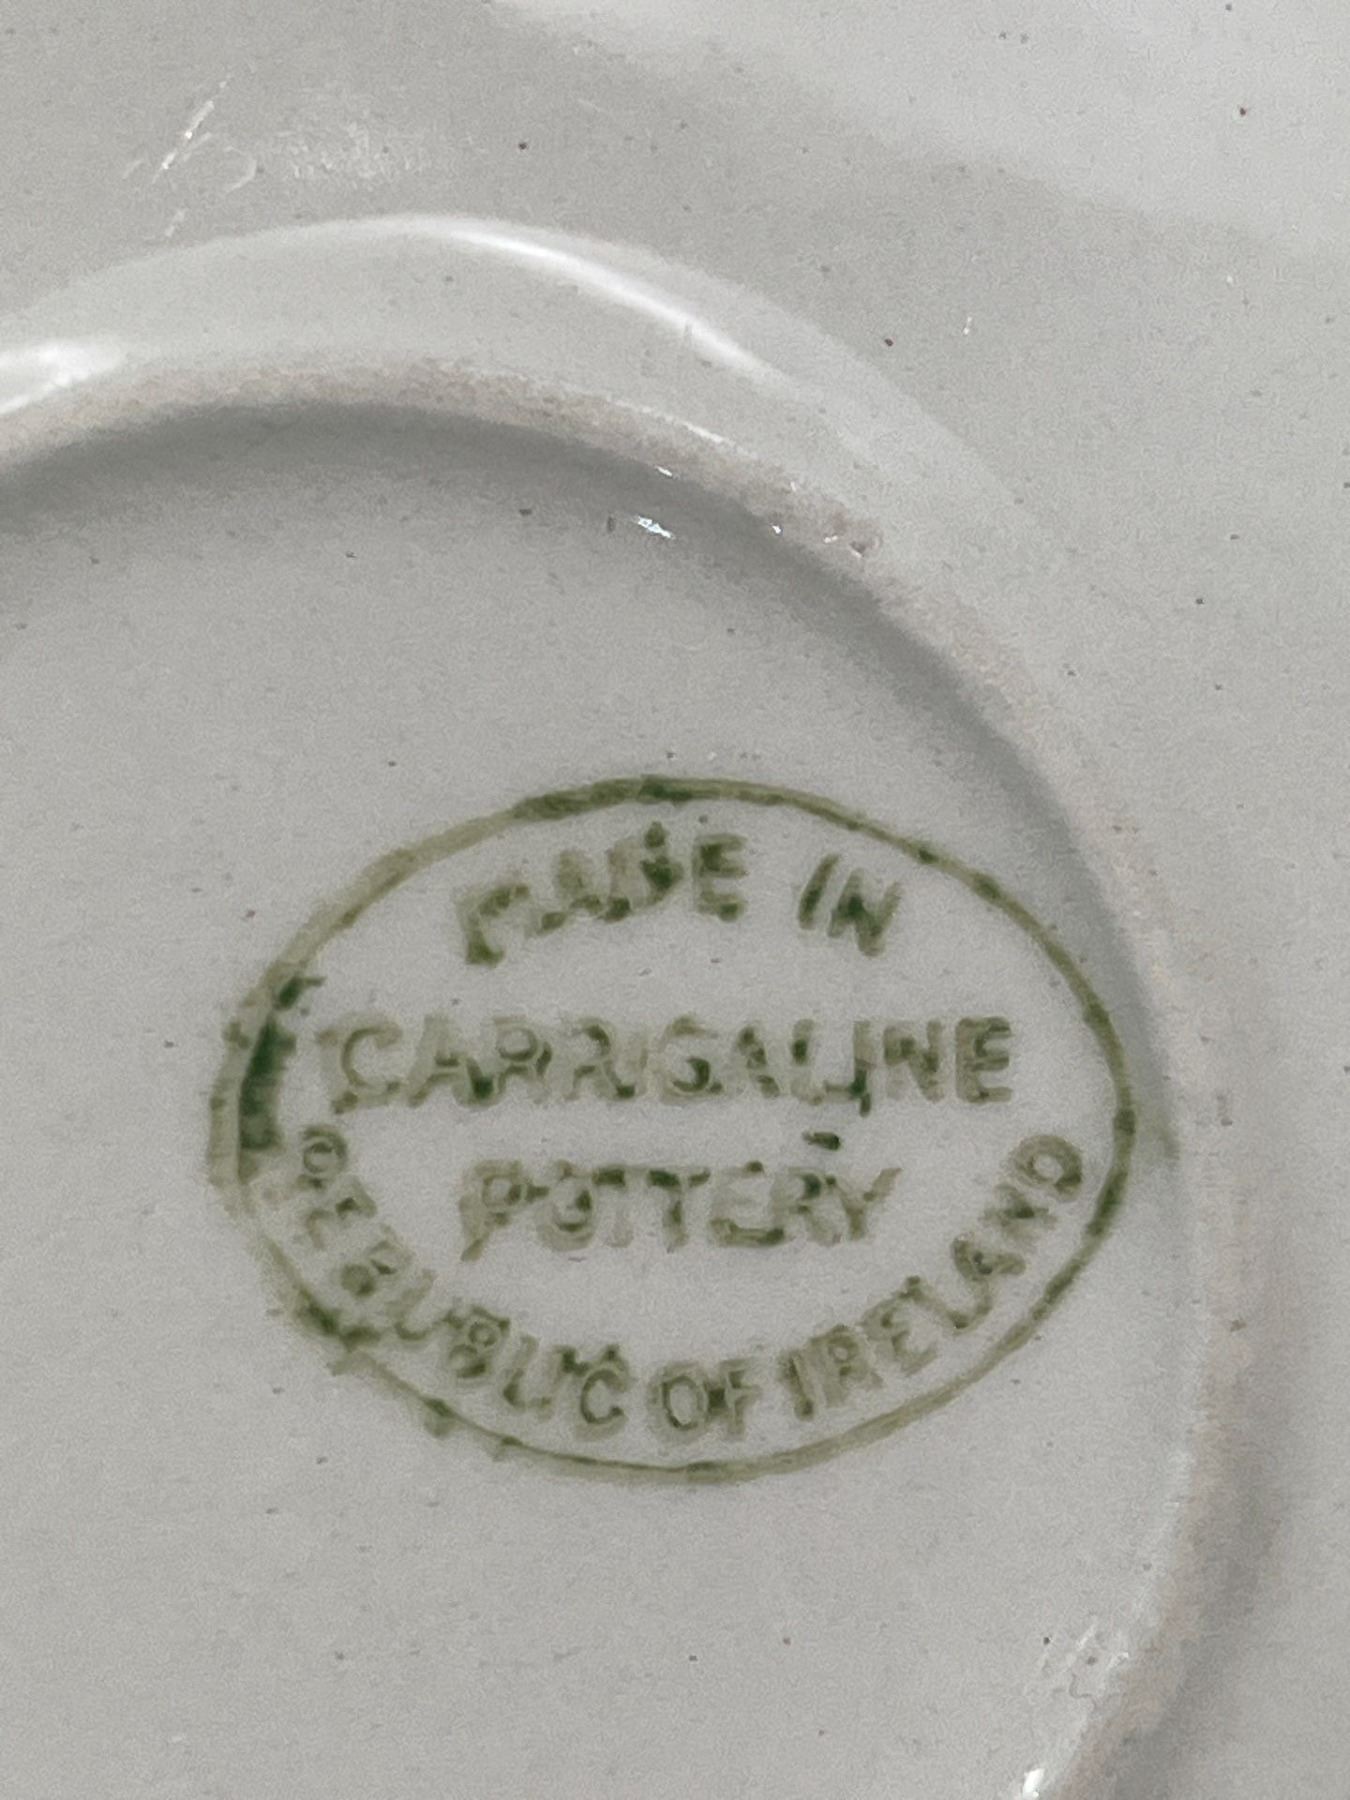 MADE IN
CARRIGALINE
POTTERY
REPUBLIC OF IRELAND